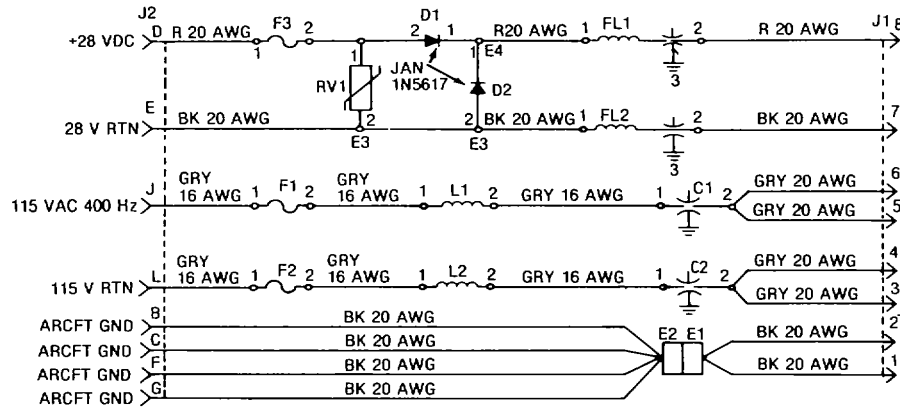 J2 F3 D1 FL1 J1
+28 VDC D R 20 AWG 1 2 2 1 R20 AWG 1 2 R 20 AWG 8
1 1 E4 3
RV1 JAN 1N5617 D2
28 V RTN E BK 20 AWG 2 E3 2 E3 BK 20 AWG 1 FL2 2 BK 20 AWG 7
3
115 VAC 400 Hz J GRY 16 AWG 1 F1 2 GRY 16 AWG 1 L1 2 GRY 16 AWG 1 C1 2 GRY 20 AWG 6
GRY 20 AWG 5
115 V RTN L GRY 16 AWG 1 F2 2 GRY 16 AWG 1 L2 2 GRY 16 AWG 1 C2 2 GRY 20 AWG 4
GRY 20 AWG 3
ARCFT GND B BK 20 AWG E2 E1 BK 20 AWG 2
ARCFT GND C BK 20 AWG
ARCFT GND F BK 20 AWG BK 20 AWG 1
ARCFT GND G BK 20 AWG